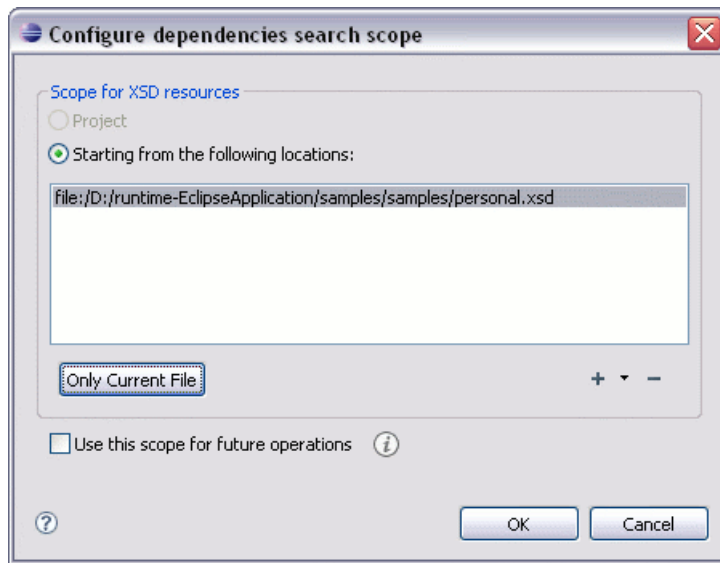 Configure dependencies search scope
Scope for XSD resources
Project
Starting from the following locations:
file:/D:/runtime-EclipseApplication/samples/samples/personal.xsd
Only Current File
Use this scope for future operations
OK Cancel